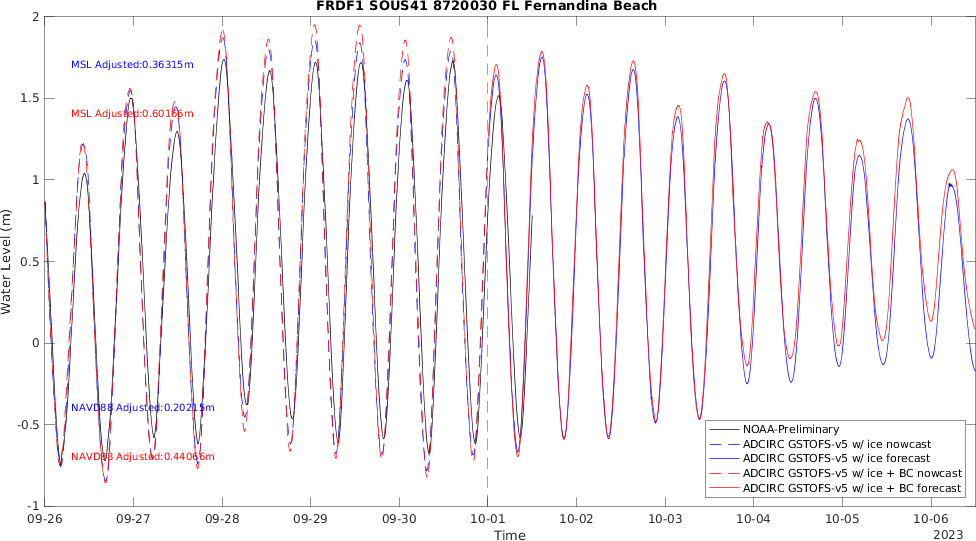 FRDF1 SOUS41 8720030 FL Fernandina Beach
2
1.5
1
0.5
0
-0.5
-1
Water Level (m)
MSL Adjusted:0.36315m
MSL Adjusted:0.60166m
NAVD88 Adjusted:0.20215m
NAVD88 Adjusted:0.44066m
NOAA-Preliminary
ADCIRC GSTOFS-v5 w/ ice nowcast
ADCIRC GSTOFS-v5 w/ ice forecast
ADCIRC GSTOFS-v5 w/ ice + BC nowcast
ADCIRC GSTOFS-v5 w/ ice + BC forecast
09-26 09-27 09-28 09-29 09-30 10-01 10-02 10-03 10-04 10-05 10-06
Time
2023